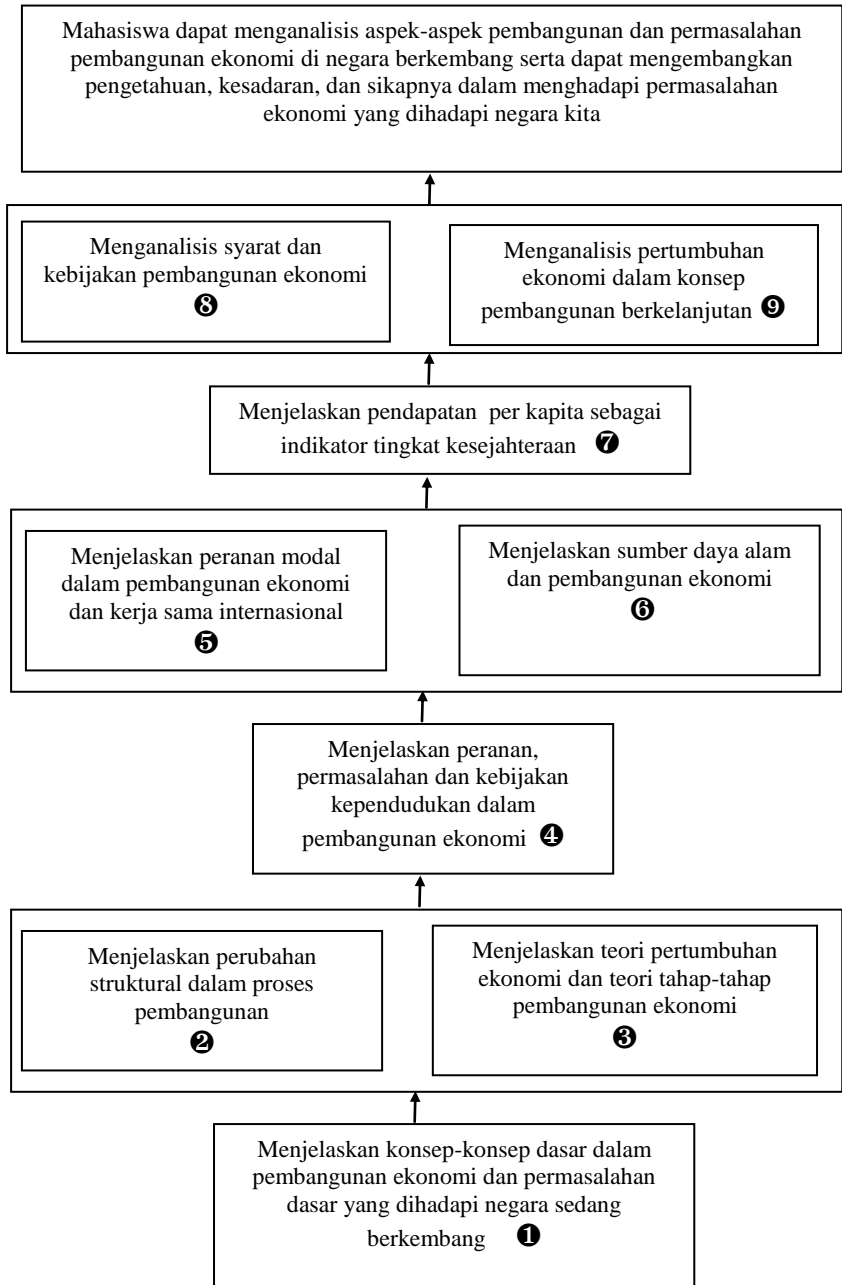 Mahasiswa dapat menganalisis aspek-aspek pembangunan dan permasalahan
pembangunan ekonomi di negara berkembang serta dapat mengembangkan
pengetahuan, kesadaran, dan sikapnya dalam menghadapi permasalahan
ekonomi yang dihadapi negara kita
Menganalisis syarat dan
kebijakan pembangunan ekonomi
❽
Menganalisis pertumbuhan
ekonomi dalam konsep
pembangunan berkelanjutan ❾
Menjelaskan pendapatan per kapita sebagai
indikator tingkat kesejahteraan ❼
Menjelaskan peranan modal
dalam pembangunan ekonomi
dan kerja sama internasional
❺
Menjelaskan sumber daya alam
dan pembangunan ekonomi
❻
Menjelaskan peranan,
permasalahan dan kebijakan
kependudukan dalam
pembangunan ekonomi ❹
Menjelaskan perubahan
struktural dalam proses
pembangunan
❷
Menjelaskan teori pertumbuhan
ekonomi dan teori tahap-tahap
pembangunan ekonomi
❸
Menjelaskan konsep-konsep dasar dalam
pembangunan ekonomi dan permasalahan
dasar yang dihadapi negara sedang
berkembang ❶